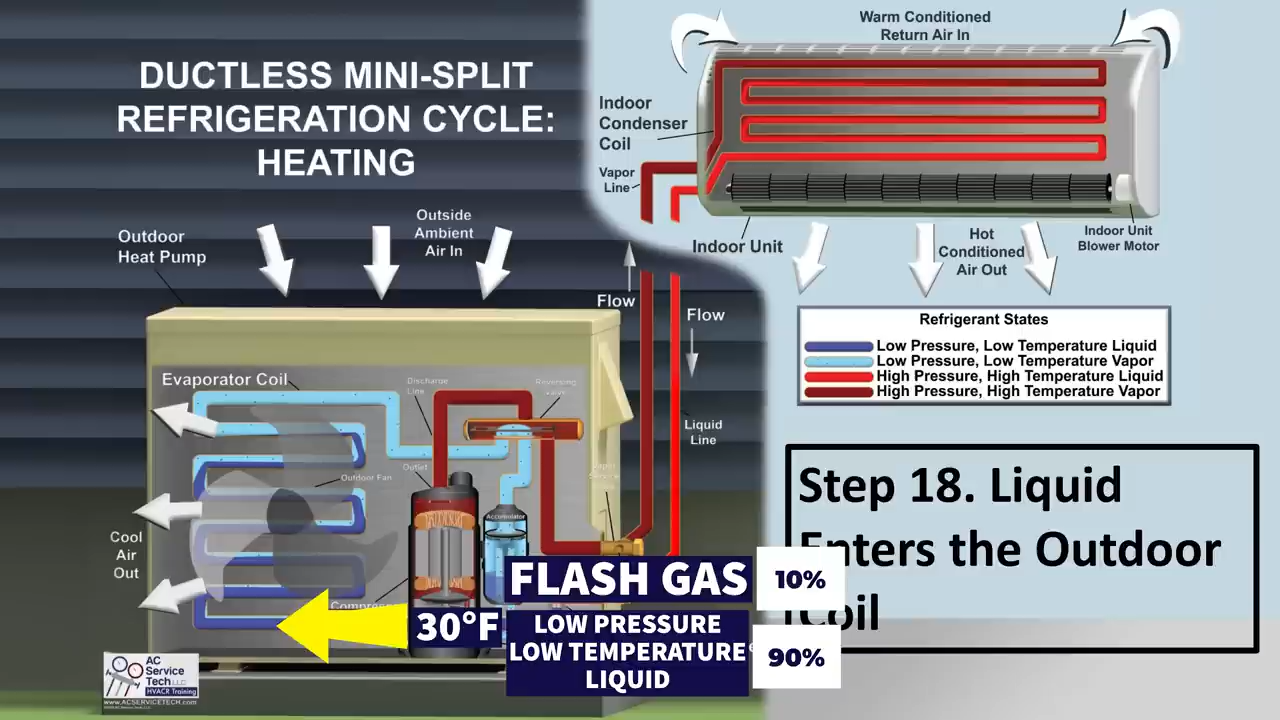 DUCTLESS MINI-SPLIT
REFRIGERATION CYCLE:
HEATING
Warm Conditioned
Return Air In
Indoor
Condenser
Coil
Vapor
Line
Indoor Unit
Hot
Conditioned
Air Out
Indoor Unit
Blower Motor
Outdoor
Heat Pump
Outside
Ambient
Air In
Flow
Flow
Liquid
Line
Refrigerant States
Low Pressure, Low Temperature Liquid
Low Pressure, Low Temperature Vapor
High Pressure, High Temperature Liquid
High Pressure, High Temperature Vapor
Evaporator Coil
Discharge
Line
Reversing
Valve
Outlet
Outdoor Fan
Accumulator
Cool
Air
Out
Step 18. Liquid
Enters the Outdoor
Coil
FLASH GAS
10%
30°F
LOW PRESSURE
LOW TEMPERATURE
LIQUID
90%
AC
Service
Tech LLC
HVACR Training
www.ACSERVICETECH.com